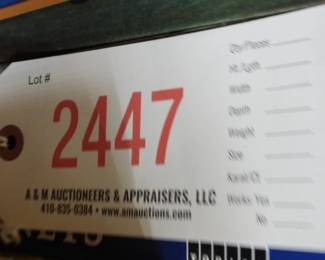 Lot #
2447
A & M AUCTIONEERS & APPRAISERS, LLC
410-835-0384 • www.amauctions.com
Qty/Pieces
Ht./Lgth
Width
Depth
Weight
Size
Karat/Ct
Works Yes
No